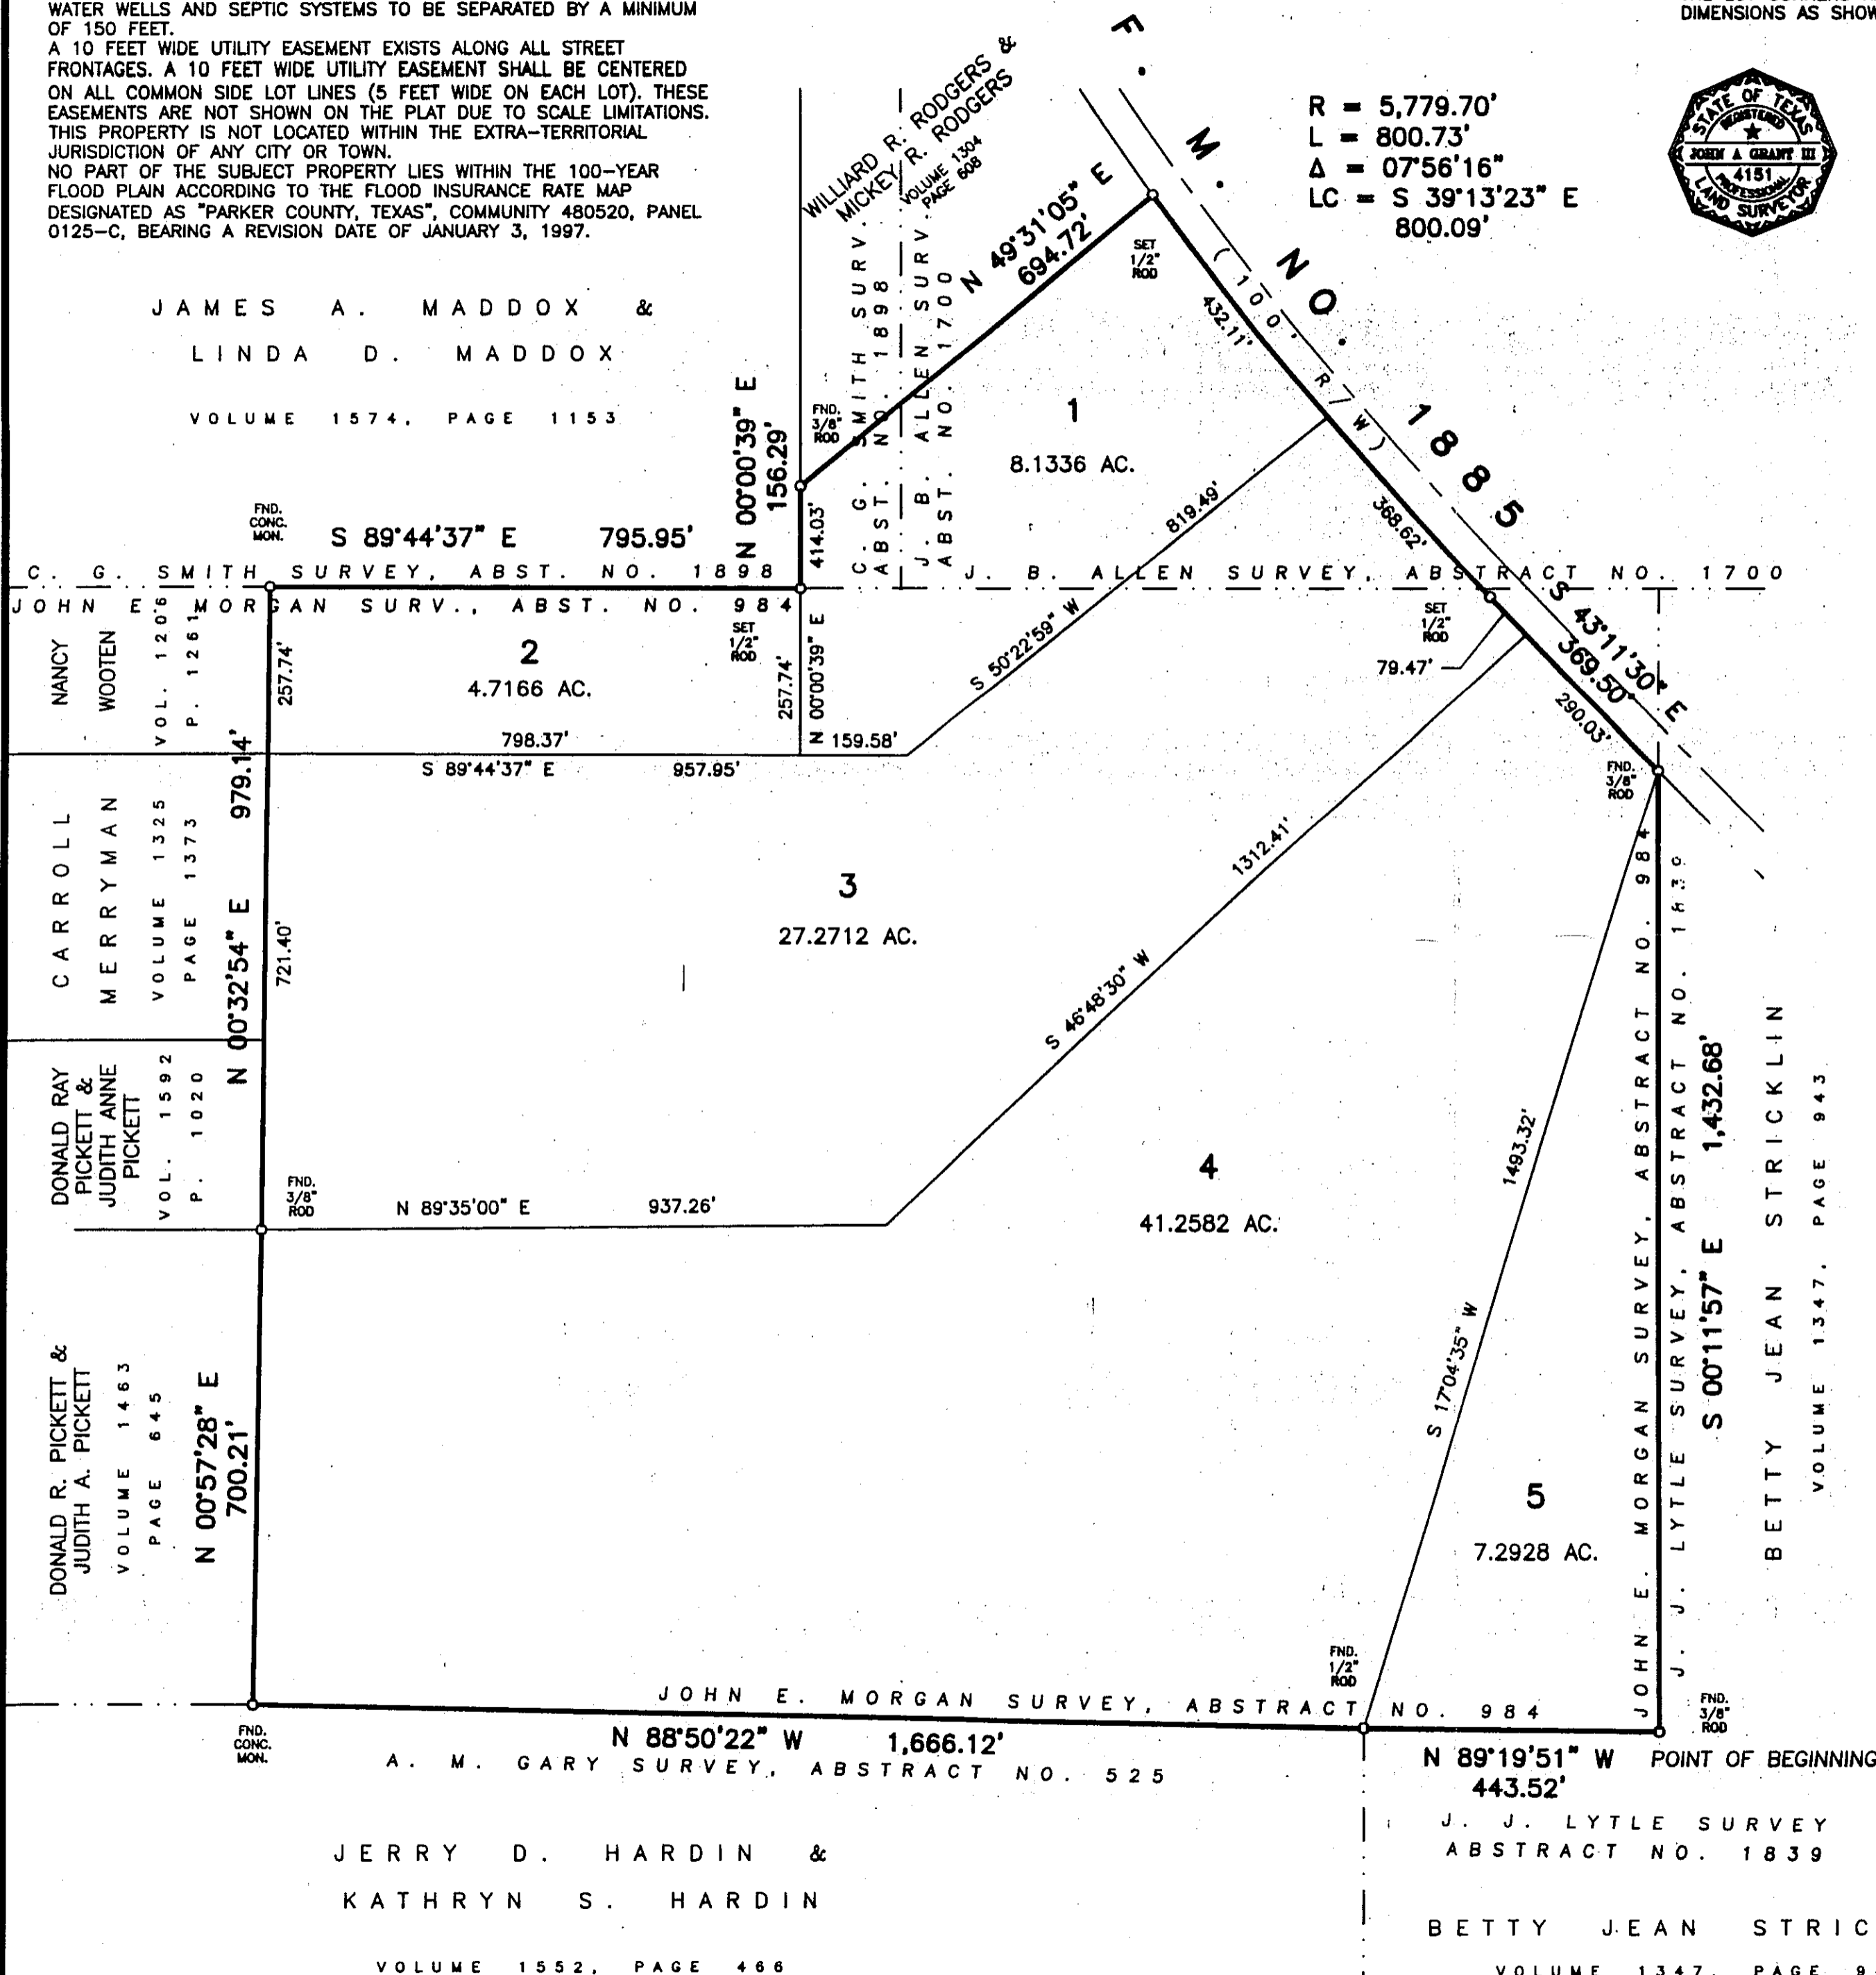 WATER WELLS AND SEPTIC SYSTEMS TO BE SEPARATED BY A MINIMUM
OF 150 FEET.
A 10 FEET WIDE UTILITY EASEMENT EXISTS ALONG ALL STREET
FRONTAGES. A 10 FEET WIDE UTILITY EASEMENT SHALL BE CENTERED
ON ALL COMMON SIDE LOT LINES (5 FEET WIDE ON EACH LOT). THESE
EASEMENTS ARE NOT SHOWN ON THE PLAT DUE TO SCALE LIMITATIONS.
THIS PROPERTY IS NOT LOCATED WITHIN THE EXTRA-TERRITORIAL
JURISDICTION OF ANY CITY OR TOWN.
NO PART OF THE SUBJECT PROPERTY LIES WITHIN THE 100-YEAR
FLOOD PLAIN ACCORDING TO THE FLOOD INSURANCE RATE MAP
DESIGNATED AS "PARKER COUNTY, TEXAS", COMMUNITY 480520, PANEL
0125-C, BEARING A REVISION DATE OF JANUARY 3, 1997.
DIMENSIONS AS SHOW
STATE OF TEXAS
REGISTERED
JOHN A GRANT III
4151
PROFESSIONAL
LAND SURVEYOR
R = 5,779.70'
L = 800.73'
Δ = 07°56'16"
LC = S 39°13'23" E
800.09'
F. M. NO. 1885
(100' R/W)
WILLIARD R. RODGERS &
MICKEY R. RODGERS
VOLUME 1304
PAGE 608
JAMES A. MADDOX &
LINDA D. MADDOX
VOLUME 1574, PAGE 1153
N 49°31'05" E
694.72'
SET
1/2"
ROD
432.11'
C. G. SMITH SURV.
ABST. NO. 1898
J. B. ALLEN SURV.
ABST. NO. 1700
FND.
3/8"
ROD
N 00°00'39" E
156.29'
414.03'
1
8.1336 AC.
819.49'
368.62'
FND.
CONC.
MON.
S 89°44'37" E 795.95'
C. G. SMITH SURVEY, ABST. NO. 1898
J. B. ALLEN SURVEY, ABSTRACT NO. 1700
JOHN E. MORGAN SURV., ABST. NO. 984
SET
1/2"
ROD
SET
1/2"
ROD
S 43°11'30" E
369.50'
79.47'
290.03'
NANCY
WOOTEN
VOL. 1206
P. 1261
257.74'
2
4.7166 AC.
257.74'
N 00°00'39" E
S 50°22'59" W
798.37'
159.58'
S 89°44'37" E 957.95'
FND.
3/8"
ROD
CARROLL
MERRYMAN
VOLUME 1325
PAGE 1373
N 00°32'54" E 979.14'
721.40'
3
27.2712 AC.
1312.41'
S 46°48'30" W
DONALD RAY
PICKETT &
JUDITH ANNE
PICKETT
VOL. 1592
P. 1020
FND.
3/8"
ROD
N 89°35'00" E 937.26'
4
41.2582 AC.
1493.32'
S 17°04'35" W
JOHN E. MORGAN SURVEY, ABSTRACT NO. 984
J. J. LYTLE SURVEY, ABSTRACT NO. 1839
S 00°11'57" E 1,432.68'
BETTY JEAN STRICKLIN
VOLUME 1347, PAGE 943
DONALD R. PICKETT &
JUDITH A. PICKETT
VOLUME 1463
PAGE 645
N 00°57'28" E
700.21'
5
7.2928 AC.
FND.
1/2"
ROD
FND.
3/8"
ROD
FND.
CONC.
MON.
JOHN E. MORGAN SURVEY, ABSTRACT NO. 984
N 88°50'22" W 1,666.12'
A. M. GARY SURVEY, ABSTRACT NO. 525
N 89°19'51" W
443.52'
POINT OF BEGINNING
J. J. LYTLE SURVEY
ABSTRACT NO. 1839
JERRY D. HARDIN &
KATHRYN S. HARDIN
VOLUME 1552, PAGE 466
BETTY JEAN STRIC
VOLUME 1347, PAGE 9